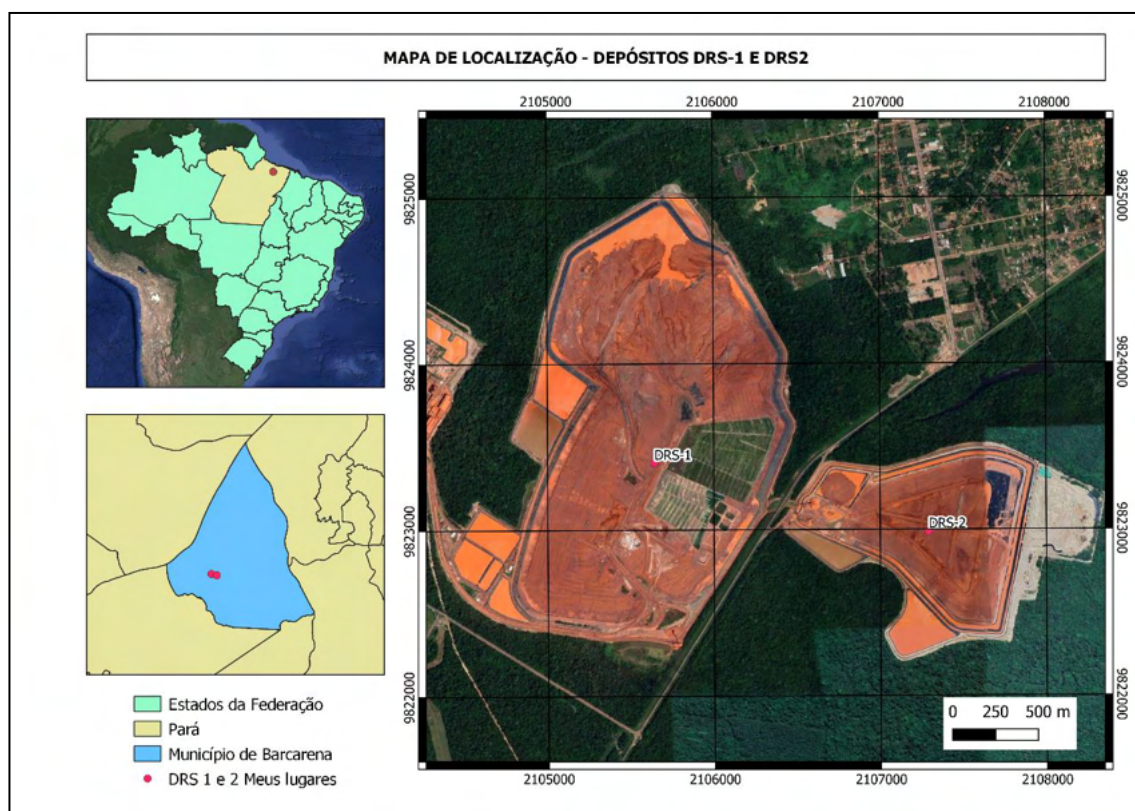 MAPA DE LOCALIZAÇÃO - DEPÓSITOS DRS-1 E DRS2
2105000
2106000
2107000
2108000
9825000
9825000
9824000
9824000
DRS-1
DRS-2
9823000
9823000
9822000
9822000
0 250 500 m
2105000
2106000
2107000
2108000
Estados da Federação
Pará
Município de Barcarena
DRS 1 e 2 Meus lugares